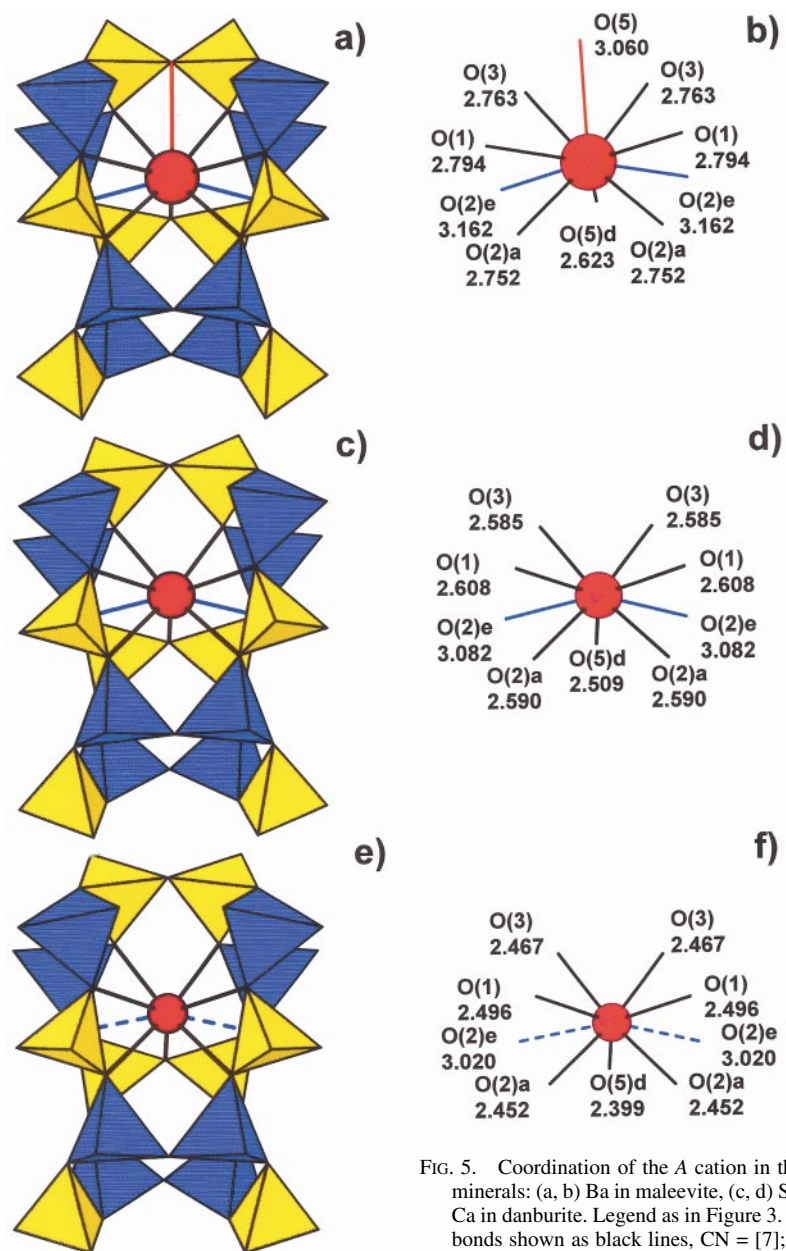 a)
b)
O(5)
3.060
O(3)
2.763
O(3)
2.763
O(1)
2.794
O(1)
2.794
O(2)e
3.162
O(2)e
3.162
O(2)a
2.752
O(5)d
2.623
O(2)a
2.752
c)
d)
O(3)
2.585
O(3)
2.585
O(1)
2.608
O(1)
2.608
O(2)e
3.082
O(2)e
3.082
O(2)a
2.590
O(5)d
2.509
O(2)a
2.590
e)
f)
O(3)
2.467
O(3)
2.467
O(1)
2.496
O(1)
2.496
O(2)e
3.020
O(2)e
3.020
O(2)a
2.452
O(5)d
2.399
O(2)a
2.452
FIG. 5. Coordination of the A cation in
minerals: (a, b) Ba in maleevite, (c, d)
Ca in danburite. Legend as in Figure 3.
bonds shown as black lines, CN = [7];